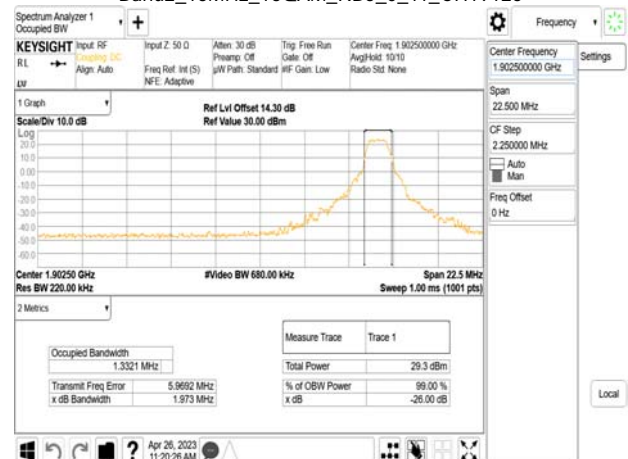 Spectrum Analyzer 1
Occupied BW
Frequency
KEYSIGHT
Input: RF
Coupling: DC
Align: Auto
Input Z: 50 Ω
Freq Ref: Int (S)
NFE: Adaptive
Atten: 30 dB
Preamp: Off
µW Path: Standard
Trig: Free Run
Gate: Off
#IF Gain: Low
Center Freq: 1.902500000 GHz
Avg|Hold: 10/10
Radio Std: None
RL
LXI
Center Frequency
1.902500000 GHz
Settings
Span
22.500 MHz
CF Step
2.250000 MHz
Auto
Man
Freq Offset
0 Hz
1 Graph
Ref Lvl Offset 14.30 dB
Scale/Div 10.0 dB
Ref Value 30.00 dBm
Log
20.0
10.0
0.00
-10.0
-20.0
-30.0
-40.0
-50.0
-60.0
Center 1.90250 GHz
#Video BW 680.00 kHz
Span 22.5 MHz
Res BW 220.00 kHz
Sweep 1.00 ms (1001 pts)
2 Metrics
Measure Trace
Trace 1
Occupied Bandwidth
1.3321 MHz
Total Power
29.3 dBm
Transmit Freq Error
5.9692 MHz
% of OBW Power
99.00 %
x dB Bandwidth
1.973 MHz
x dB
-26.00 dB
Local
Apr 26, 2023
11:20:26 AM